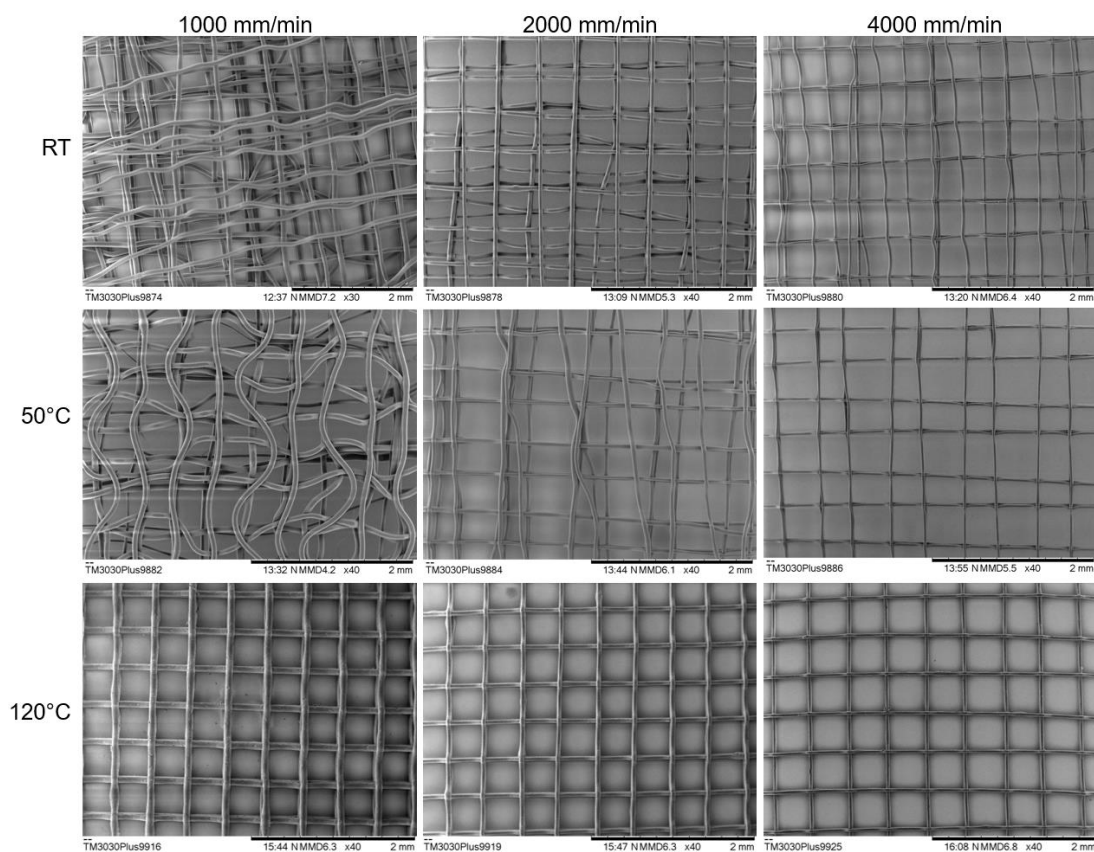 1000 mm/min 2000 mm/min 4000 mm/min
RT
TM3030Plus9874 12:37 NMMD7.2 x30 2 mm
TM3030Plus9878 13:09 NMMD5.3 x40 2 mm
TM3030Plus9880 13:20 NMMD6.4 x40 2 mm
50°C
TM3030Plus9882 13:32 NMMD4.2 x40 2 mm
TM3030Plus9884 13:44 NMMD6.1 x40 2 mm
TM3030Plus9886 13:55 NMMD5.5 x40 2 mm
120°C
TM3030Plus9916 15:44 NMMD6.3 x40 2 mm
TM3030Plus9919 15:47 NMMD6.3 x40 2 mm
TM3030Plus9925 16:08 NMMD6.8 x40 2 mm